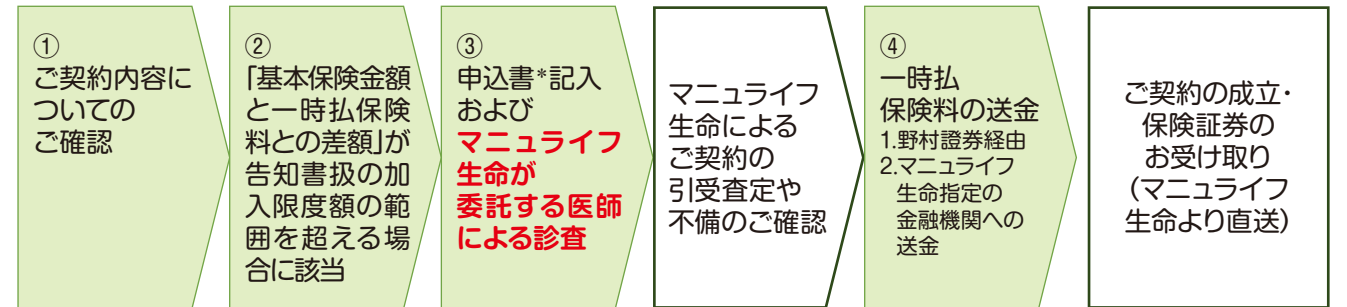 ①
ご契約内容に
ついての
ご確認
②
「基本保険金額
と一時払保険
料との差額」が
告知書扱の加
入限度額の範
囲を超える場
合に該当
③
申込書*記入
および
マニュライフ
生命が
委託する医師
による診査
マニュライフ
生命による
ご契約の
引受査定や
不備のご確認
④
一時払
保険料の送金
1.野村證券経由
2.マニュライフ
生命指定の
金融機関への
送金
ご契約の成立・
保険証券の
お受け取り
（マニュライフ
生命より直送）